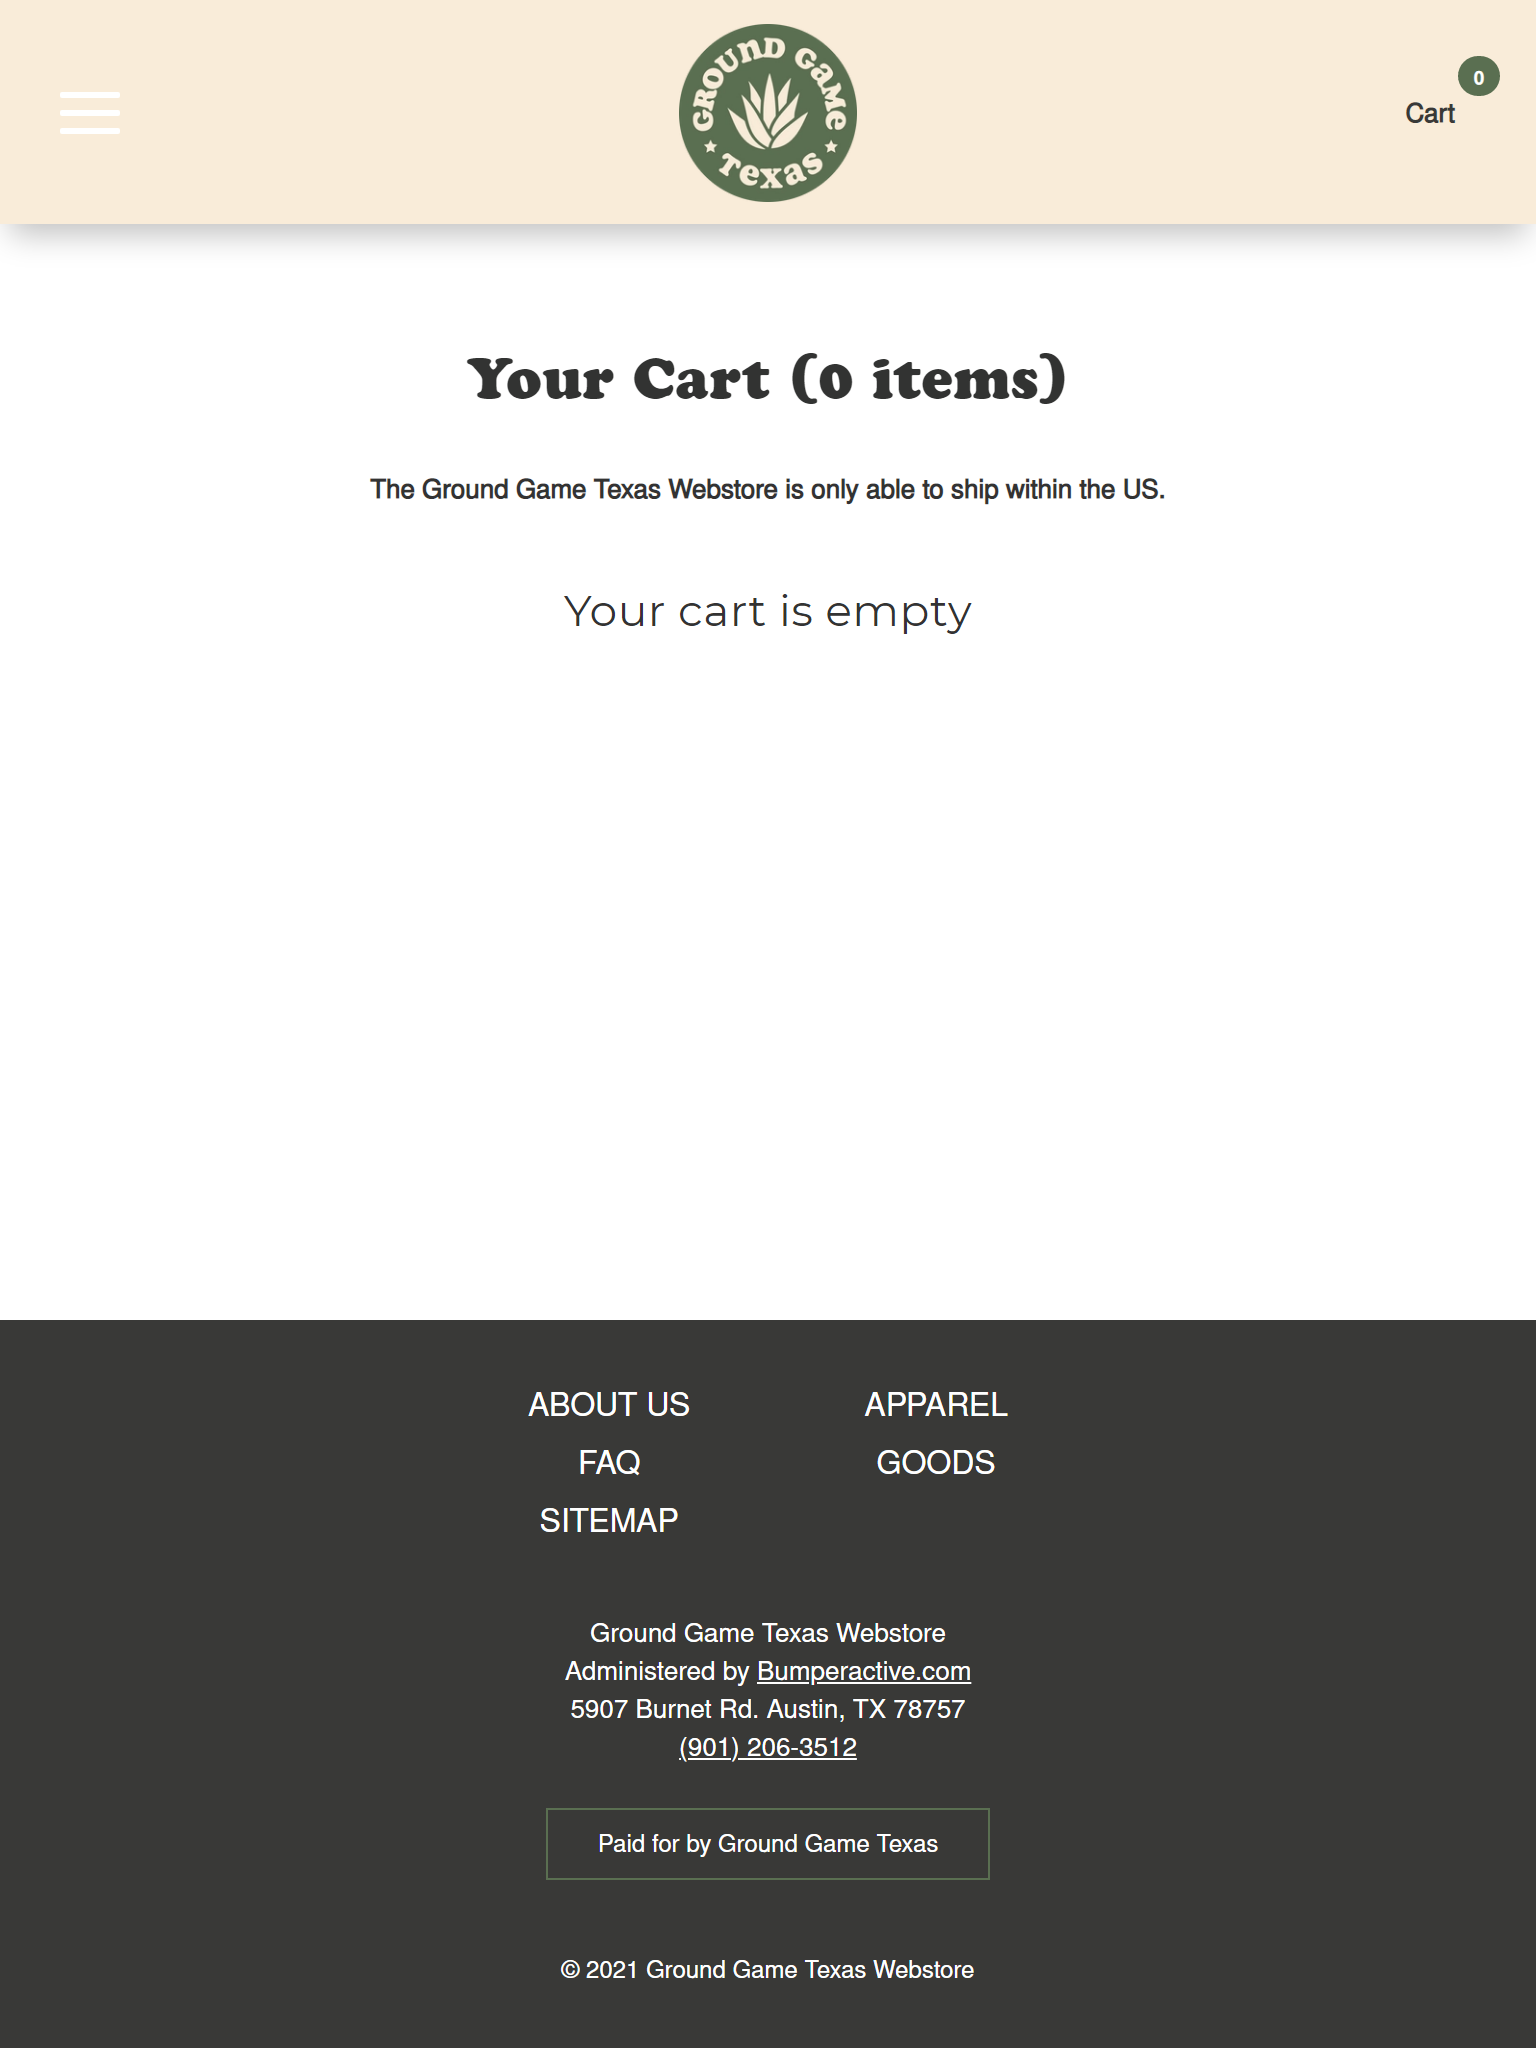 GROUND GAME
TEXAS
0
Cart
Your Cart (0 items)
The Ground Game Texas Webstore is only able to ship within the US.
Your cart is empty
ABOUT US
APPAREL
FAQ
GOODS
SITEMAP
Ground Game Texas Webstore
Administered by Bumperactive.com
5907 Burnet Rd. Austin, TX 78757
(901) 206-3512
Paid for by Ground Game Texas
© 2021 Ground Game Texas Webstore